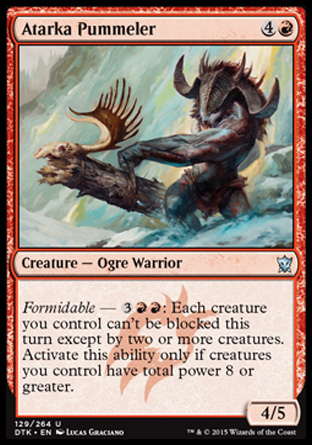 Atarka Pummeler 4
Creature — Ogre Warrior
Formidable — 3: Each creature
you control can't be blocked this
turn except by two or more creatures.
Activate this ability only if creatures
you control have total power 8 or
greater.
4/5
129/264 U
DTK • EN Lucas Graciano ™ & © 2015 Wizards of the Coast